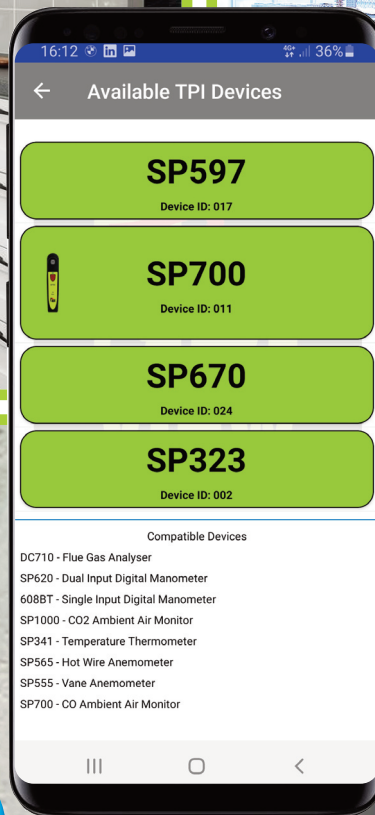 16:12 in 4G+ 36%
Available TPI Devices
SP597
Device ID: 017
SP700
Device ID: 011
SP670
Device ID: 024
SP323
Device ID: 002
Compatible Devices
DC710 - Flue Gas Analyser
SP620 - Dual Input Digital Manometer
608BT - Single Input Digital Manometer
SP1000 - CO2 Ambient Air Monitor
SP341 - Temperature Thermometer
SP565 - Hot Wire Anemometer
SP555 - Vane Anemometer
SP700 - CO Ambient Air Monitor